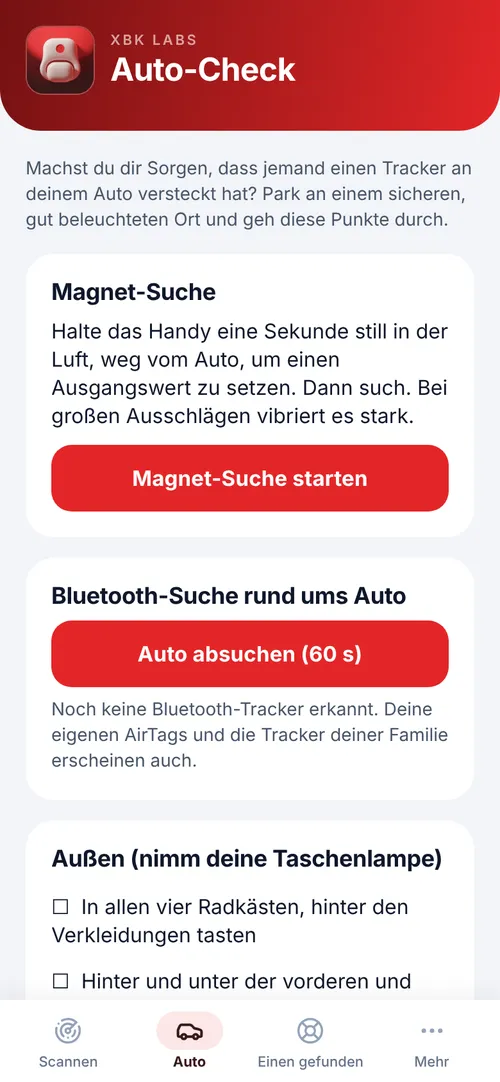 XBK LABS
Auto-Check
Machst du dir Sorgen, dass jemand einen Tracker an
deinem Auto versteckt hat? Park an einem sicheren,
gut beleuchteten Ort und geh diese Punkte durch.
Magnet-Suche
Halte das Handy eine Sekunde still in der
Luft, weg vom Auto, um einen
Ausgangswert zu setzen. Dann such. Bei
großen Ausschlägen vibriert es stark.
Magnet-Suche starten
Bluetooth-Suche rund ums Auto
Auto absuchen (60 s)
Noch keine Bluetooth-Tracker erkannt. Deine
eigenen AirTags und die Tracker deiner Familie
erscheinen auch.
Außen (nimm deine Taschenlampe)
☐ In allen vier Radkästen, hinter den
Verkleidungen tasten
☐ Hinter und unter der vorderen und
Scannen
Auto
Einen gefunden
Mehr